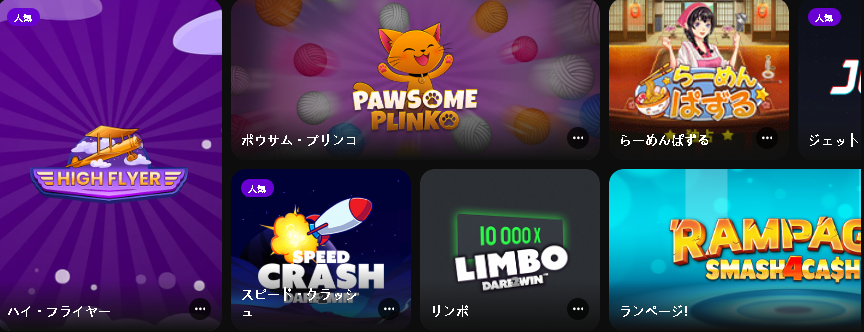 人気
HIGH FLYER
ハイ・フライヤー
PAWSOME
PLINKO
ポウサム・プリンコ
らーめん
ぱずる
らーめんぱずる
人気
ジェット
人気
SPEED
CRASH
スピード・クラッシ
ュ
10 000 X
LIMBO
DARE2WIN
リンボ
RAMPAG
SMASH4CA$H
ランページ!